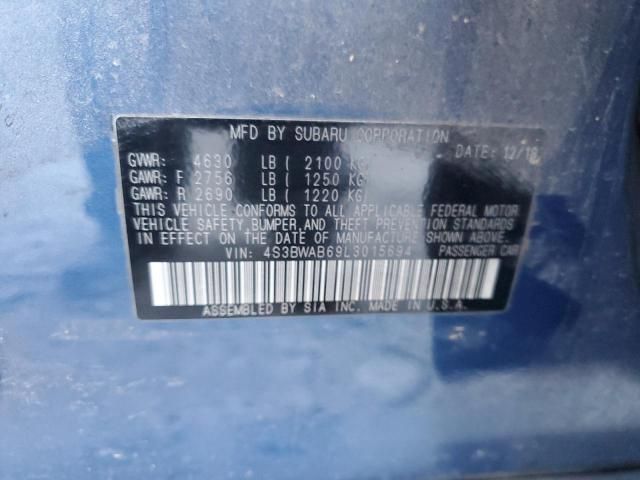 MFD BY SUBARU CORPORATION
DATE: 12/19
GVWR: 4630 LB ( 2100 KG
GAWR: F 2756 LB ( 1250 KG
GAWR: R 2690 LB ( 1220 KG
THIS VEHICLE CONFORMS TO ALL APPLICABLE FEDERAL MOTOR
VEHICLE SAFETY, BUMPER, AND THEFT PREVENTION STANDARDS
IN EFFECT ON THE DATE OF MANUFACTURE SHOWN ABOVE.
VIN: 4S3BWAB69L3015694 PASSENGER CAR
ASSEMBLED BY SIA INC. MADE IN U.S.A.